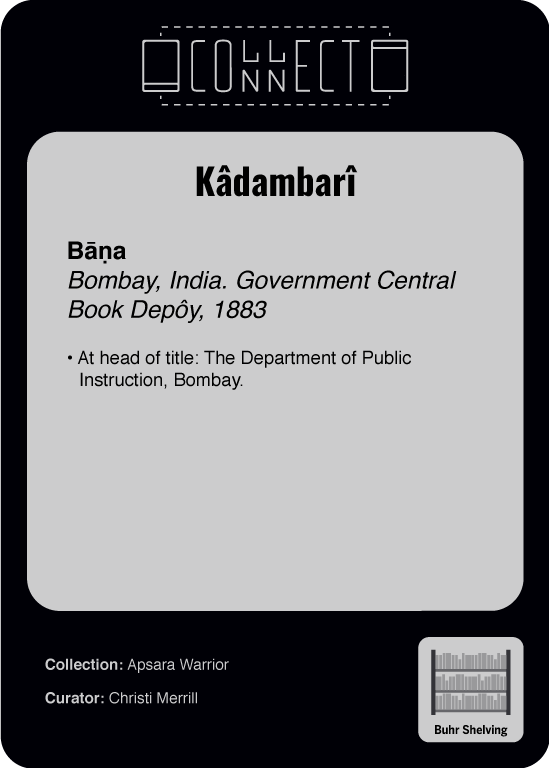 COLLECT
CONNECT
Kâdambarî
Bāṇa
Bombay, India. Government Central
Book Depôy, 1883
• At head of title: The Department of Public
Instruction, Bombay.
Collection: Apsara Warrior
Curator: Christi Merrill
Buhr Shelving